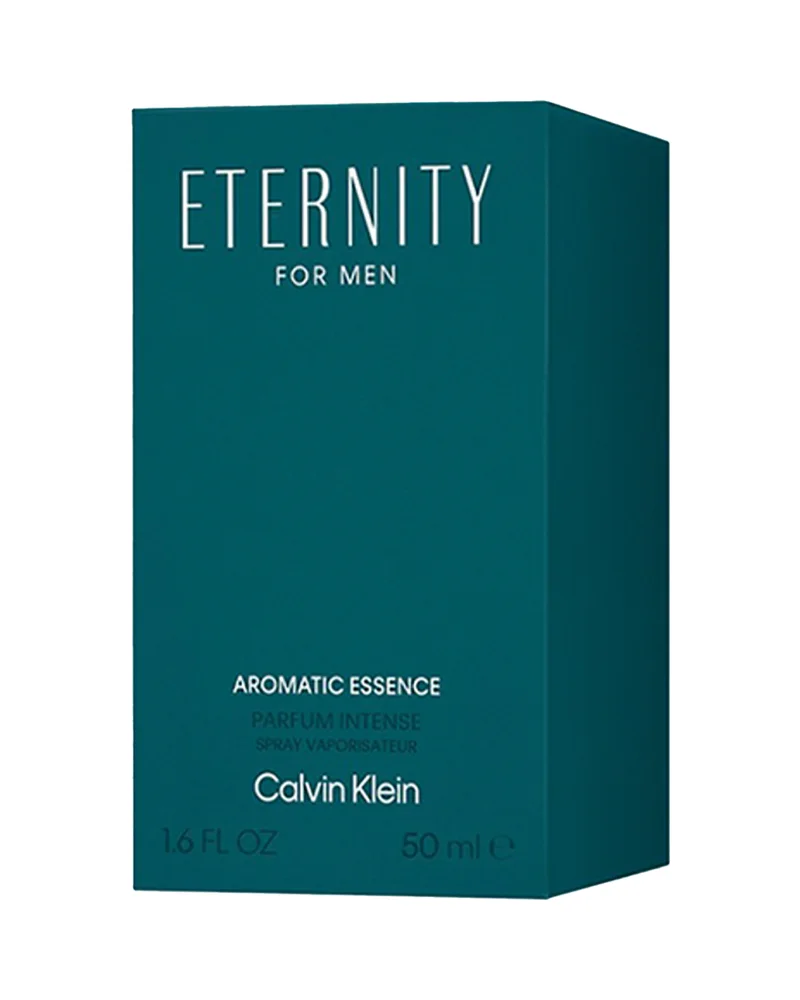 ETERNITY
FOR MEN
AROMATIC ESSENCE
PARFUM INTENSE
SPRAY VAPORISATEUR
Calvin Klein
1.6 FL OZ 50 ml ℮